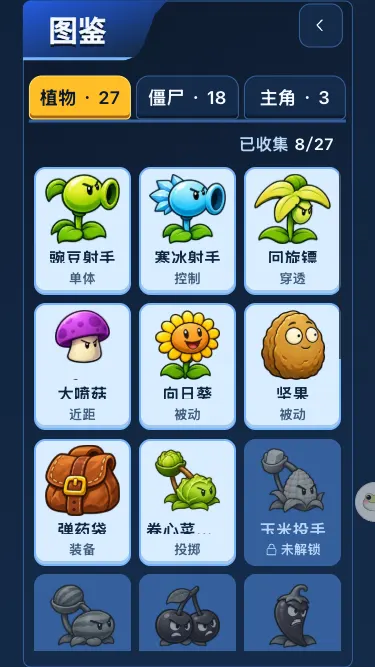 图鉴
植物 · 27
僵尸 · 18
主角 · 3
已收集 8/27
豌豆射手
单体
寒冰射手
控制
回旋镖
穿透
大喷菇
近距
向日葵
被动
坚果
被动
弹药袋
装备
卷心菜...
投掷
玉米投手
未解锁